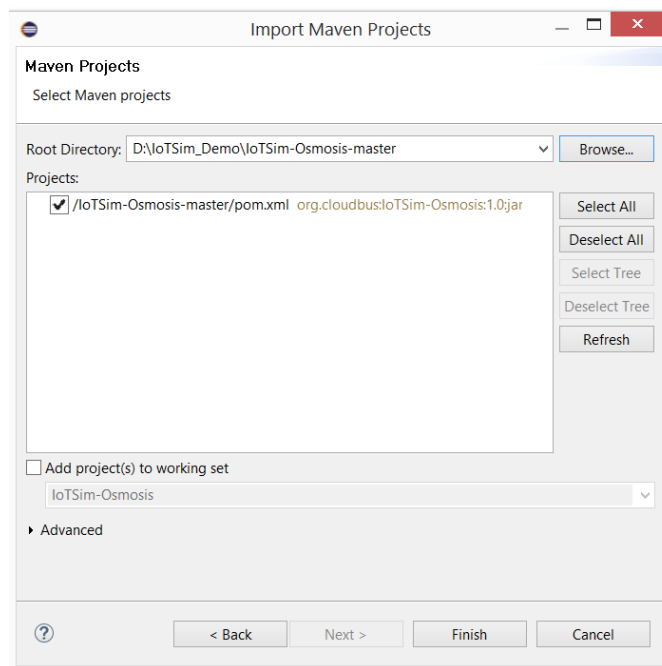 Import Maven Projects
Maven Projects
Select Maven projects
Root Directory: D:\IoTSim_Demo\IoTSim-Osmosis-master Browse...
Projects:
/IoTSim-Osmosis-master/pom.xml org.cloudbus:IoTSim-Osmosis:1.0:jar
Select All
Deselect All
Select Tree
Deselect Tree
Refresh
Add project(s) to working set
IoTSim-Osmosis
Advanced
? < Back Next > Finish Cancel